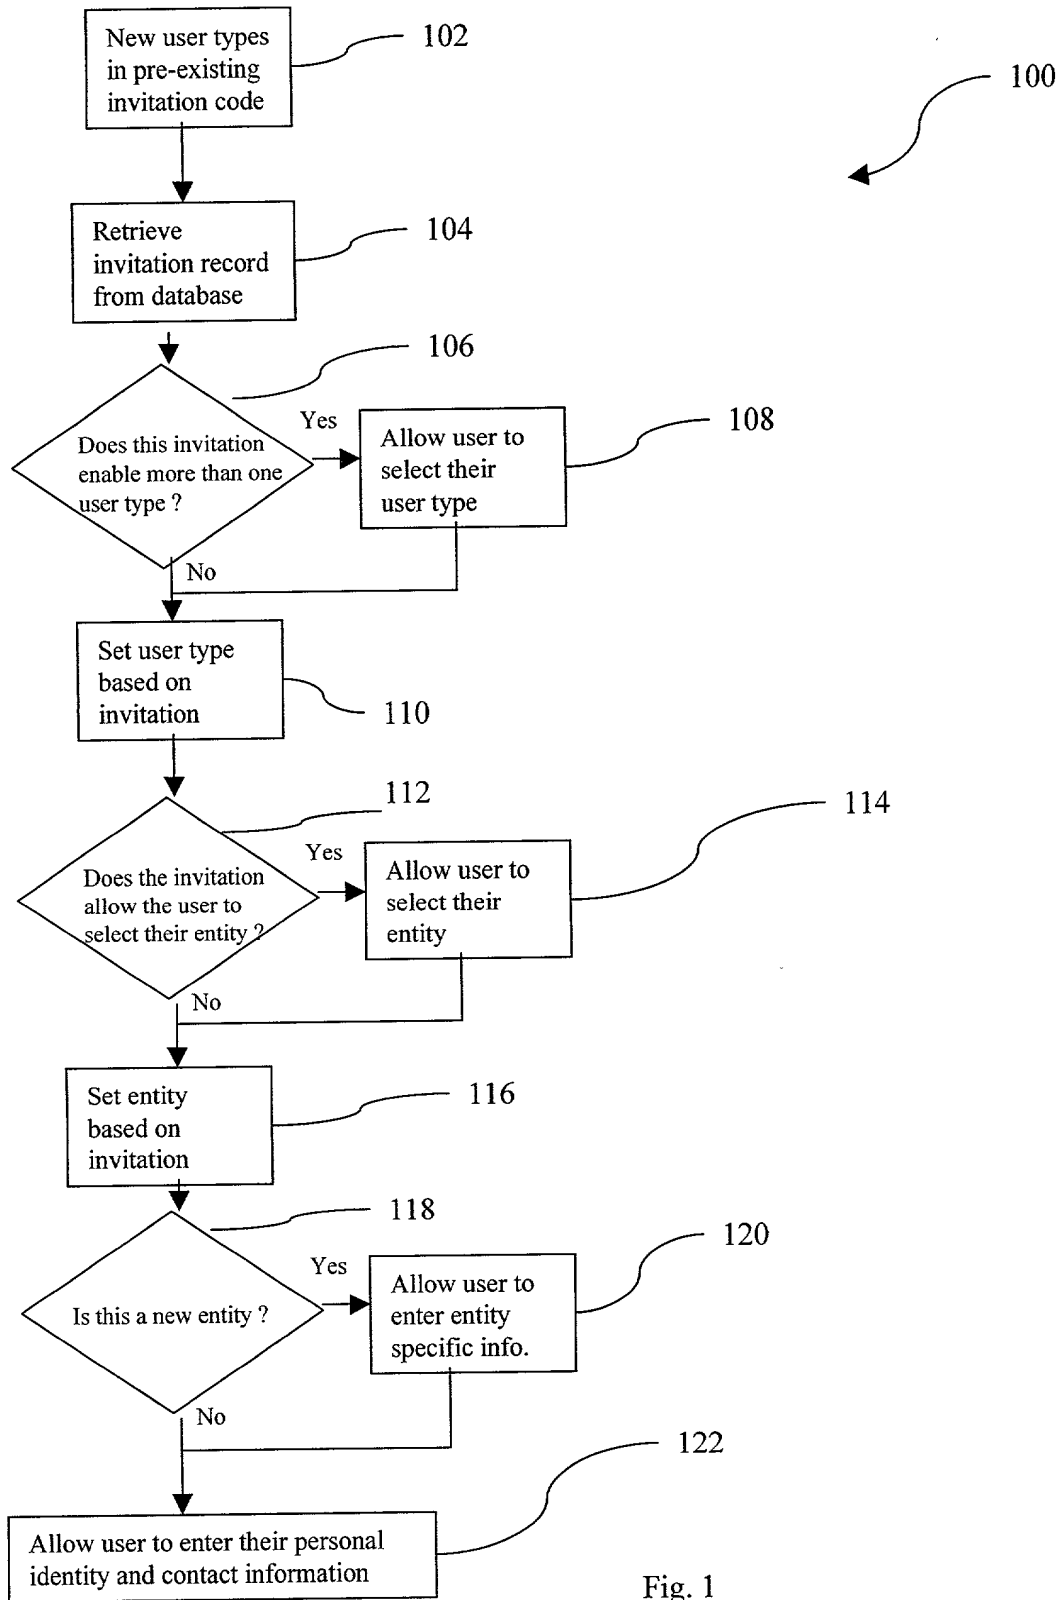 New user types
in pre-existing
invitation code
102
100
Retrieve
invitation record
from database
104
106
Does this invitation
enable more than one
user type ?
Yes
Allow user to
select their
user type
108
No
Set user type
based on
invitation
110
112
Does the invitation
allow the user to
select their entity ?
Yes
Allow user to
select their
entity
114
No
Set entity
based on
invitation
116
118
Is this a new entity ?
Yes
Allow user to
enter entity
specific info.
120
No
122
Allow user to enter their personal
identity and contact information
Fig. 1